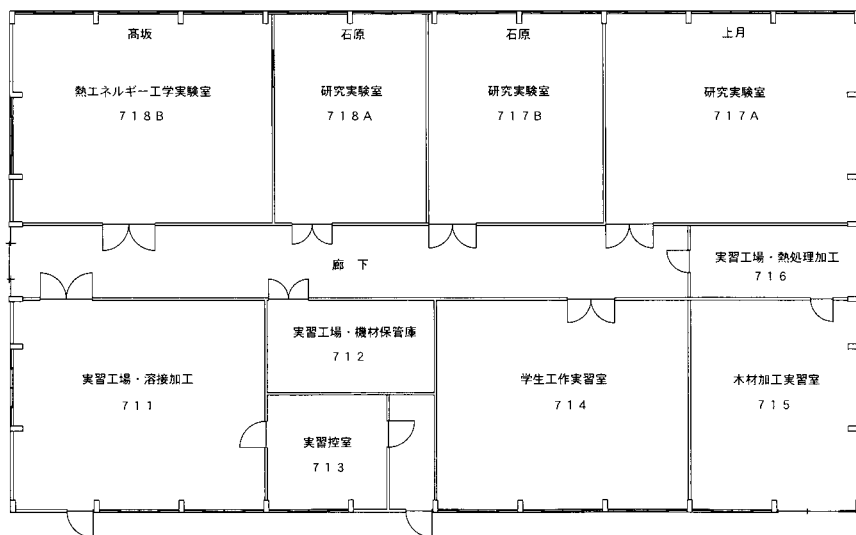 髙坂
熱エネルギー工学実験室
718B
石原
研究実験室
718A
石原
研究実験室
717B
上月
研究実験室
717A
廊下
実習工場・熱処理加工
716
実習工場・溶接加工
711
実習工場・機材保管庫
712
実習控室
713
学生工作実習室
714
木材加工実習室
715